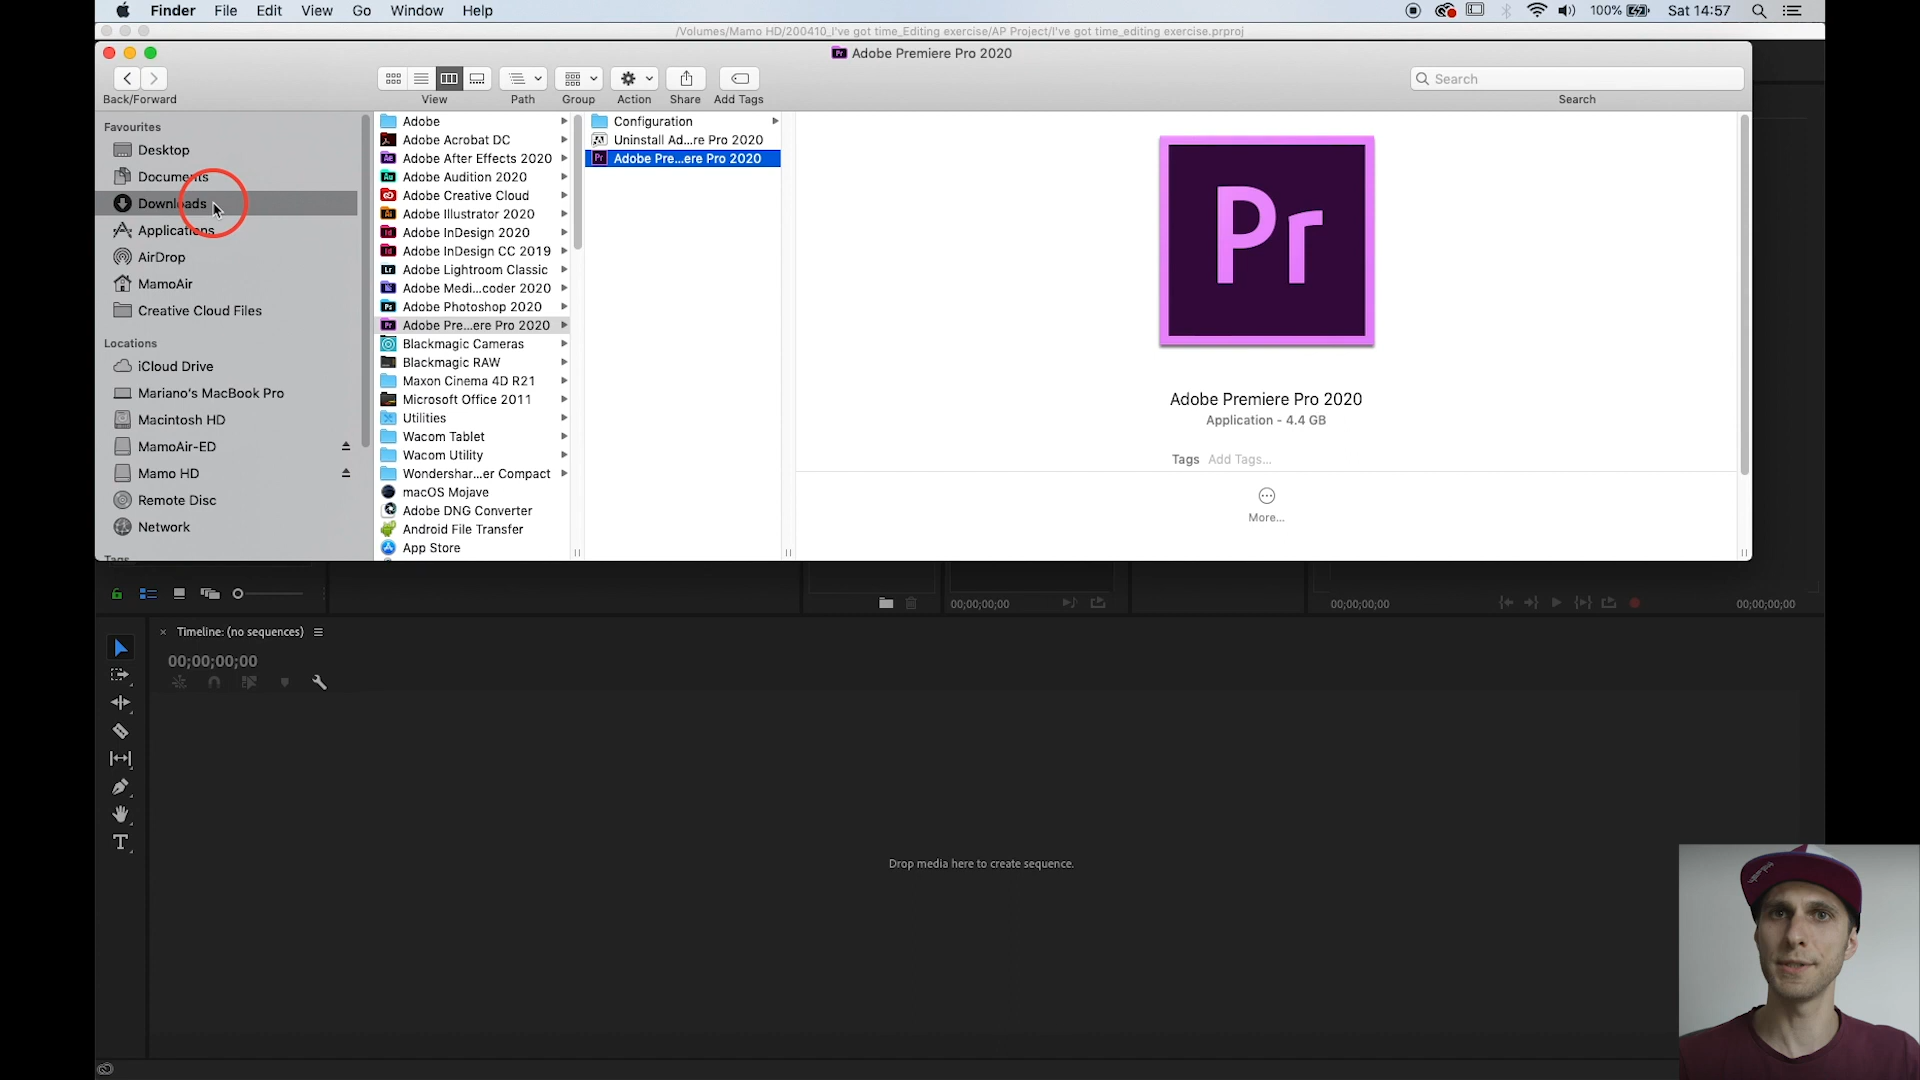 Finder File Edit View Go Window Help 100% Sat 14:57
/Volumes/Mamo HD/200410_I've got time_Editing exercise/AP Project/I've got time_editing exercise.prproj
Adobe Premiere Pro 2020
Search
Back/Forward View Path Group Action Share Add Tags Search
Favourites
Desktop
Documents
Downloads
Applications
AirDrop
MamoAir
Creative Cloud Files
Locations
iCloud Drive
Mariano's MacBook Pro
Macintosh HD
MamoAir-ED
Mamo HD
Remote Disc
Network
Tags
Adobe
Adobe Acrobat DC
Adobe After Effects 2020
Adobe Audition 2020
Adobe Creative Cloud
Adobe Illustrator 2020
Adobe InDesign 2020
Adobe InDesign CC 2019
Adobe Lightroom Classic
Adobe Medi...coder 2020
Adobe Photoshop 2020
Adobe Pre...ere Pro 2020
Blackmagic Cameras
Blackmagic RAW
Maxon Cinema 4D R21
Microsoft Office 2011
Utilities
Wacom Tablet
Wacom Utility
Wondershar...er Compact
macOS Mojave
Adobe DNG Converter
Android File Transfer
App Store
Configuration
Uninstall Ad...re Pro 2020
Adobe Pre...ere Pro 2020
Pr
Adobe Premiere Pro 2020
Application - 4.4 GB
Tags Add Tags...
More...
00;00;00;00
00;00;00;00
00;00;00;00
Timeline: (no sequences)
00;00;00;00
Drop media here to create sequence.